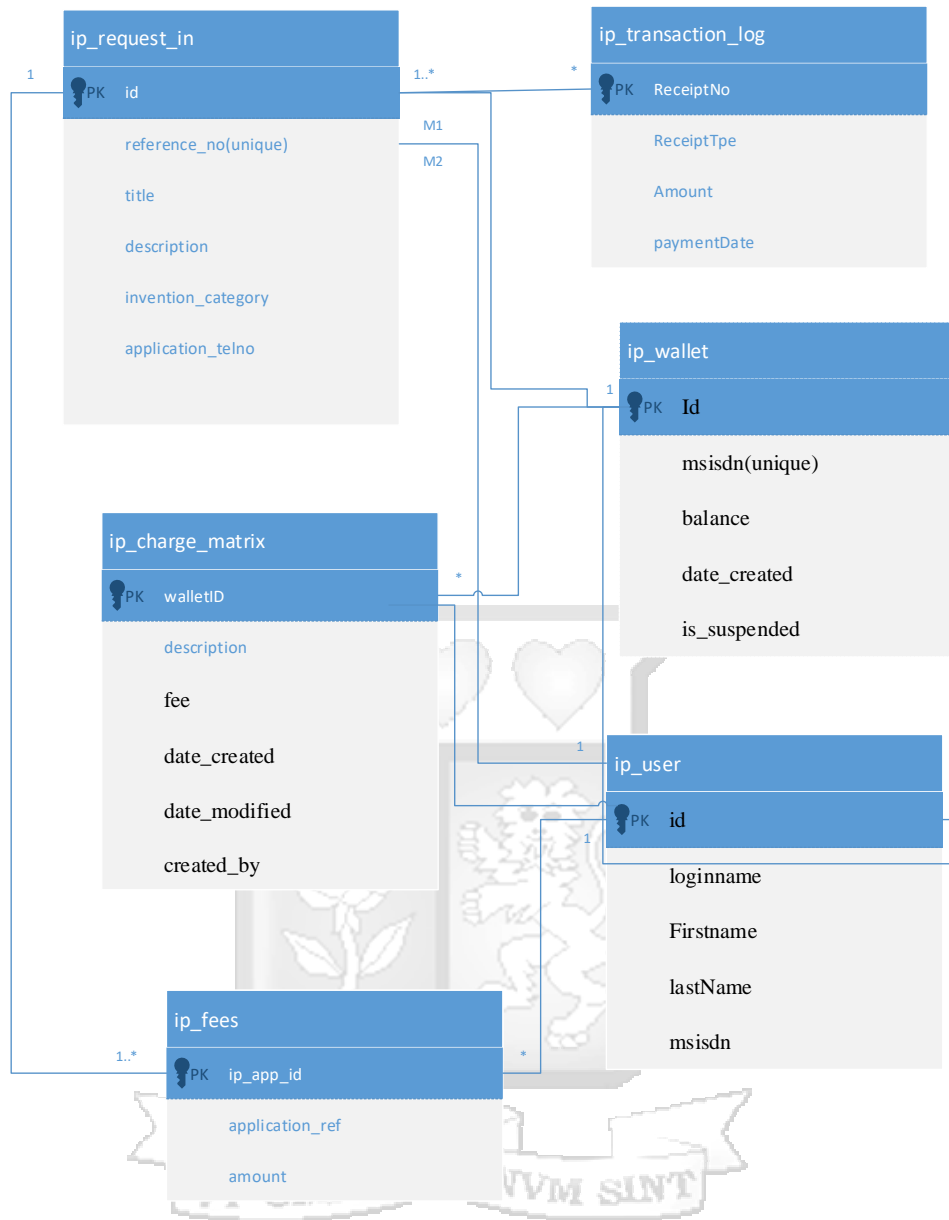 ip_request_in
PK id
reference_no(unique)
title
description
invention_category
application_telno
1
1..*
*
M1
M2
ip_transaction_log
PK ReceiptNo
ReceiptTpe
Amount
paymentDate
ip_wallet
1
PK Id
msisdn(unique)
balance
date_created
is_suspended
ip_charge_matrix
PK walletID
*
description
fee
date_created
date_modified
created_by
ip_user
1
PK id
1
loginname
Firstname
lastName
msisdn
ip_fees
1..*
*
PK ip_app_id
application_ref
amount
SINT